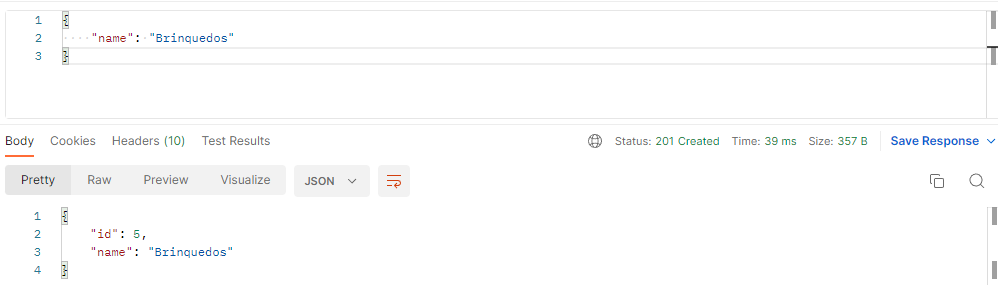 1 {
2 "name": "Brinquedos"
3 }
Body Cookies Headers (10) Test Results Status: 201 Created Time: 39 ms Size: 357 B Save Response
Pretty Raw Preview Visualize JSON
1 {
2 "id": 5,
3 "name": "Brinquedos"
4 }